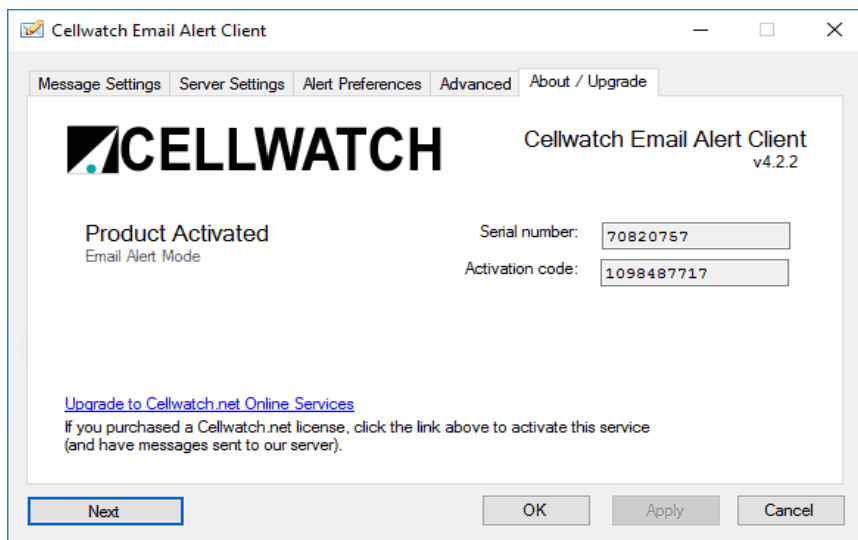 Cellwatch Email Alert Client
Message Settings Server Settings Alert Preferences Advanced About / Upgrade
CELLWATCH
Cellwatch Email Alert Client
v4.2.2
Product Activated
Email Alert Mode
Serial number: 70820757
Activation code: 1098487717
Upgrade to Cellwatch.net Online Services
If you purchased a Cellwatch.net license, click the link above to activate this service
(and have messages sent to our server).
Next OK Apply Cancel